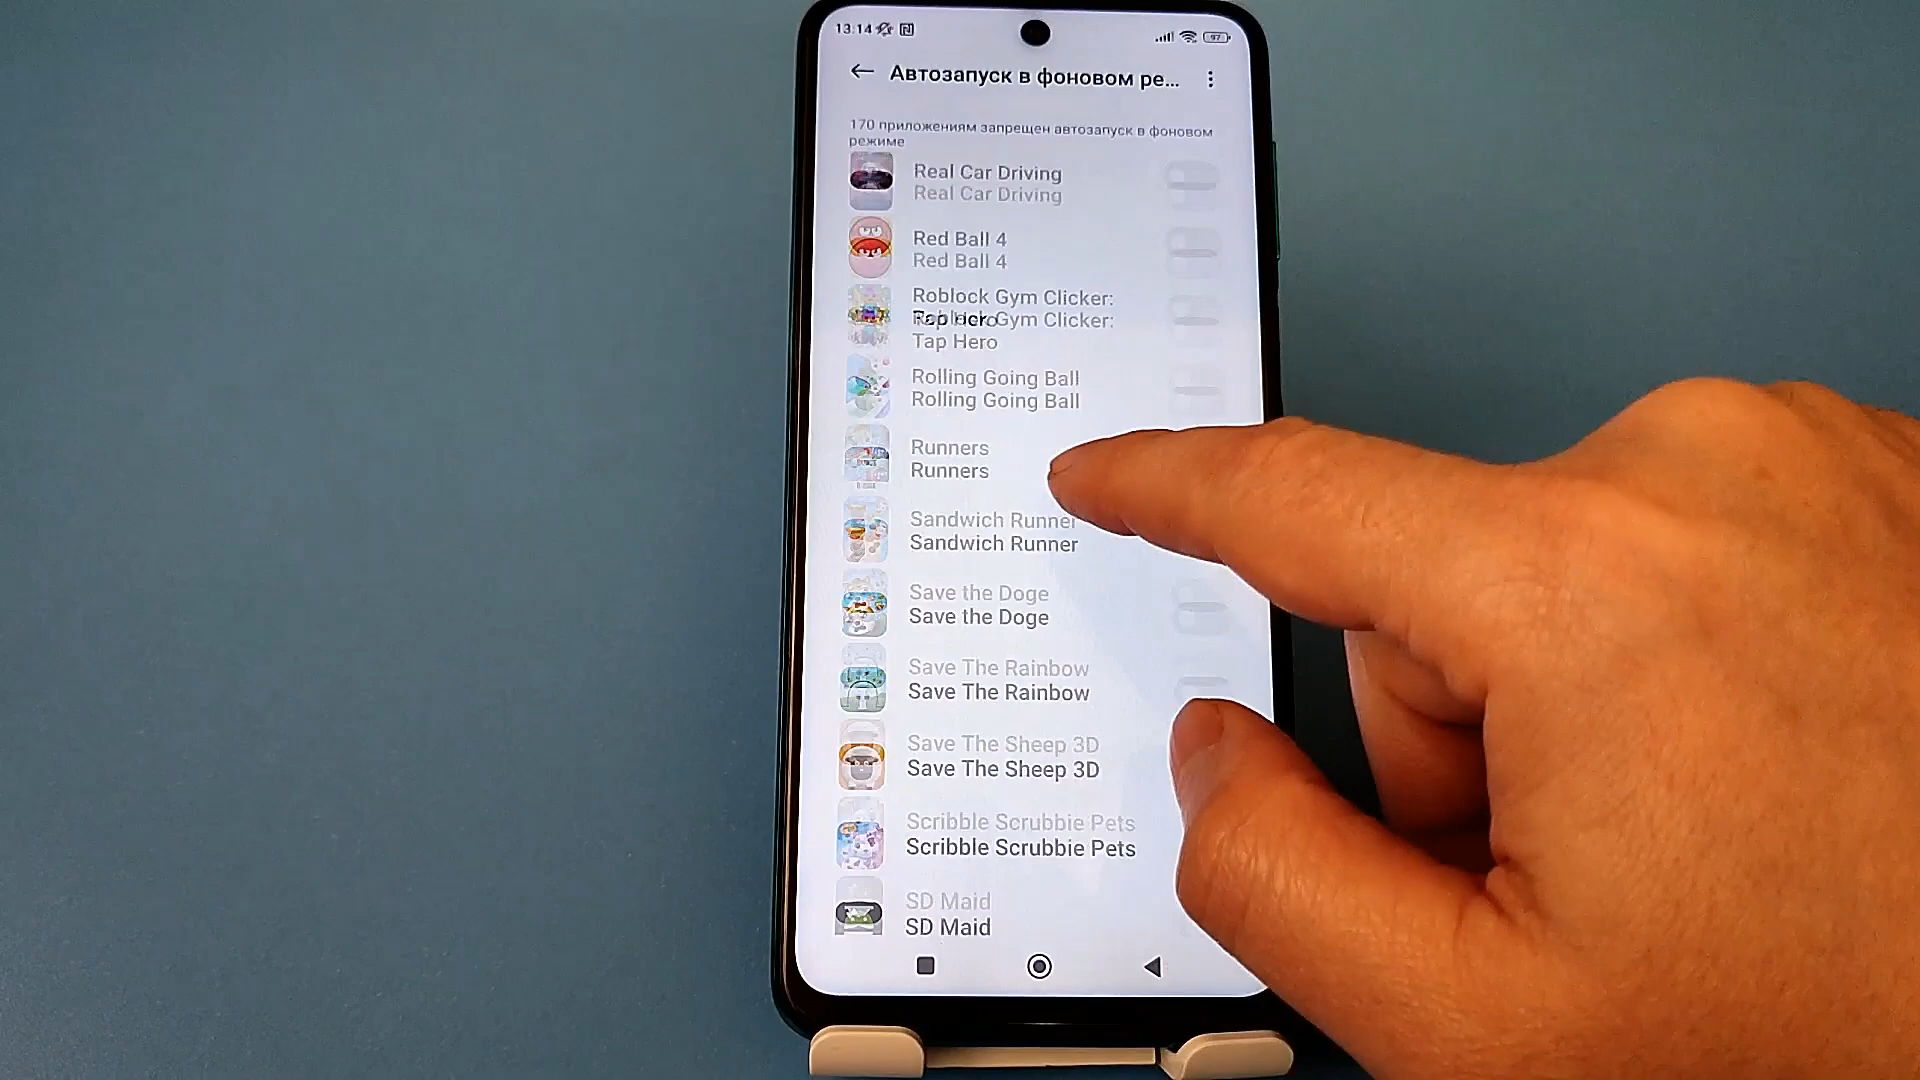 13:14
97
Автозапуск в фоновом ре...
170 приложениям запрещен автозапуск в фоновом
режиме
Real Car Driving
Real Car Driving
Red Ball 4
Red Ball 4
Roblock Gym Clicker:
Tap Hero
Roblock Gym Clicker:
Tap Hero
Rolling Going Ball
Rolling Going Ball
Runners
Runners
Sandwich Runner
Sandwich Runner
Save the Doge
Save the Doge
Save The Rainbow
Save The Rainbow
Save The Sheep 3D
Save The Sheep 3D
Scribble Scrubbie Pets
Scribble Scrubbie Pets
SD Maid
SD Maid